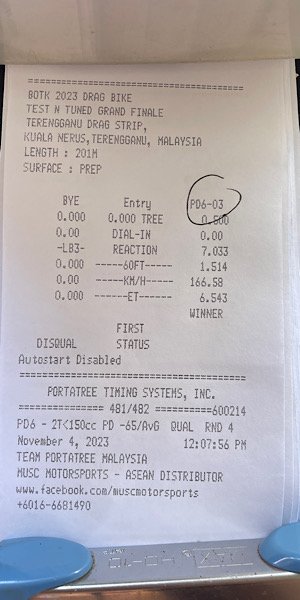 ========================================
8OTK 2023 DRAG BIKE
TEST N TUNED GRAND FINALE
TERENGGANU DRAG STRIP,
KUALA NERUS,TERENGGANU, MALAYSIA
LENGTH : 201M
SURFACE : PREP
BYE Entry PD6-03
0.000 0.000 TREE 0.500
0.00 DIAL-IN 0.00
-LB3- REACTION 7.033
0.000 -----60FT----- 1.514
0.00 -----KM/H----- 166.58
0.000 ------ET------ 6.543
WINNER
FIRST
DISQUAL STATUS
Autostart Disabled
========================================
PORTATREE TIMING SYSTEMS, INC.
=============== 481/482 ==========600214
PD6 - 2T<150cc PD -65/AvG QUAL RND 4
November 4, 2023 12:07:56 PM
TEAM PORTATREE MALAYSIA
MUSC MOTORSPORTS - ASEAN DISTRIBUTOR
www.facebook.com/muscmotorsports
+6016-6681490